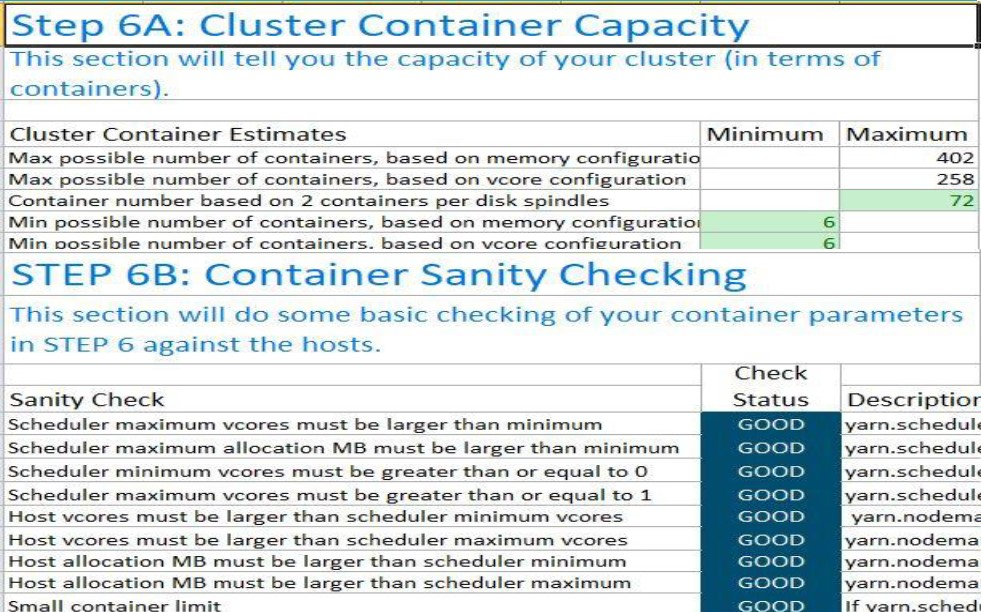 Step 6A: Cluster Container Capacity
This section will tell you the capacity of your cluster (in terms of
containers).
Cluster Container Estimates Minimum Maximum
Max possible number of containers, based on memory configuratio 402
Max possible number of containers, based on vcore configuration 258
Container number based on 2 containers per disk spindles 72
Min possible number of containers, based on memory configuration 6
Min possible number of containers, based on vcore configuration 6
STEP 6B: Container Sanity Checking
This section will do some basic checking of your container parameters
in STEP 6 against the hosts.
Check
Sanity Check Status Description
Scheduler maximum vcores must be larger than minimum GOOD yarn.schedule
Scheduler maximum allocation MB must be larger than minimum GOOD yarn.schedule
Scheduler minimum vcores must be greater than or equal to 0 GOOD yarn.schedule
Scheduler maximum vcores must be greater than or equal to 1 GOOD yarn.schedule
Host vcores must be larger than scheduler minimum vcores GOOD yarn.nodema
Host vcores must be larger than scheduler maximum vcores GOOD yarn.nodema
Host allocation MB must be larger than scheduler minimum GOOD yarn.nodema
Host allocation MB must be larger than scheduler maximum GOOD yarn.nodema
Small container limit GOOD If yarn.sched